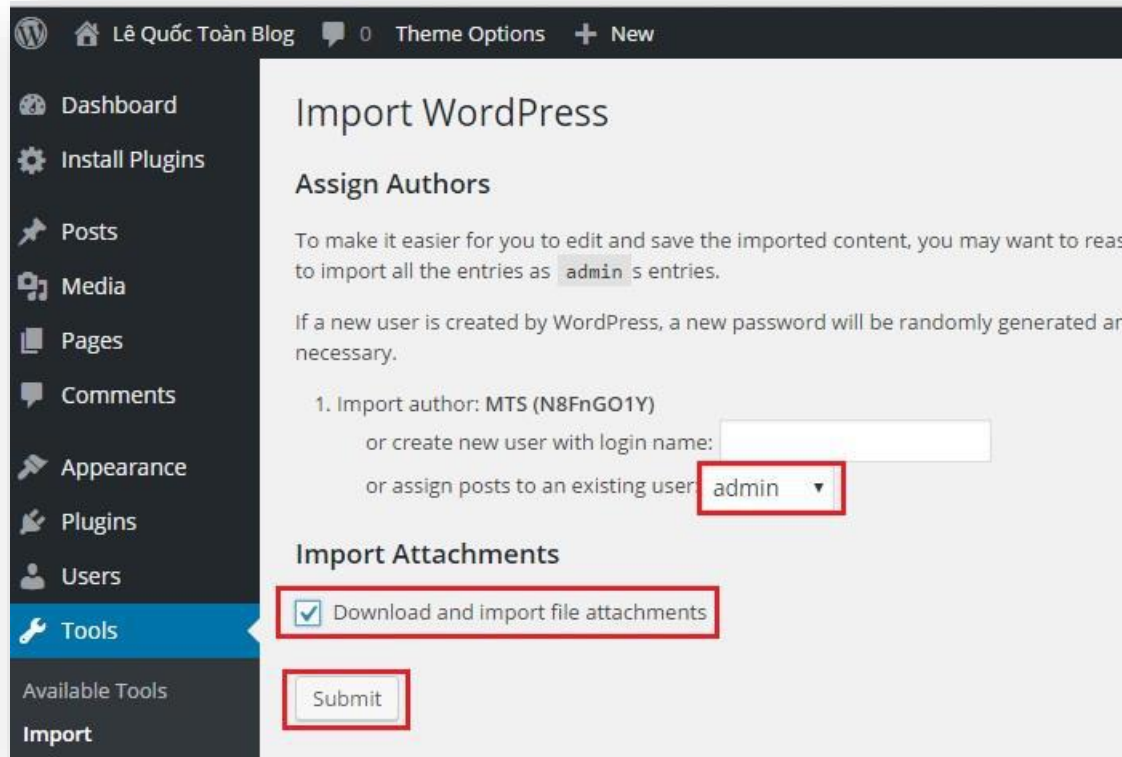 Lê Quốc Toàn Blog 0 Theme Options + New
Dashboard
Install Plugins
Posts
Media
Pages
Comments
Appearance
Plugins
Users
Tools
Available Tools
Import
Import WordPress
Assign Authors
To make it easier for you to edit and save the imported content, you may want to reas
to import all the entries as admin s entries.
If a new user is created by WordPress, a new password will be randomly generated an
necessary.
1. Import author: MTS (N8FnGO1Y)
or create new user with login name:
or assign posts to an existing user: admin
Import Attachments
Download and import file attachments
Submit